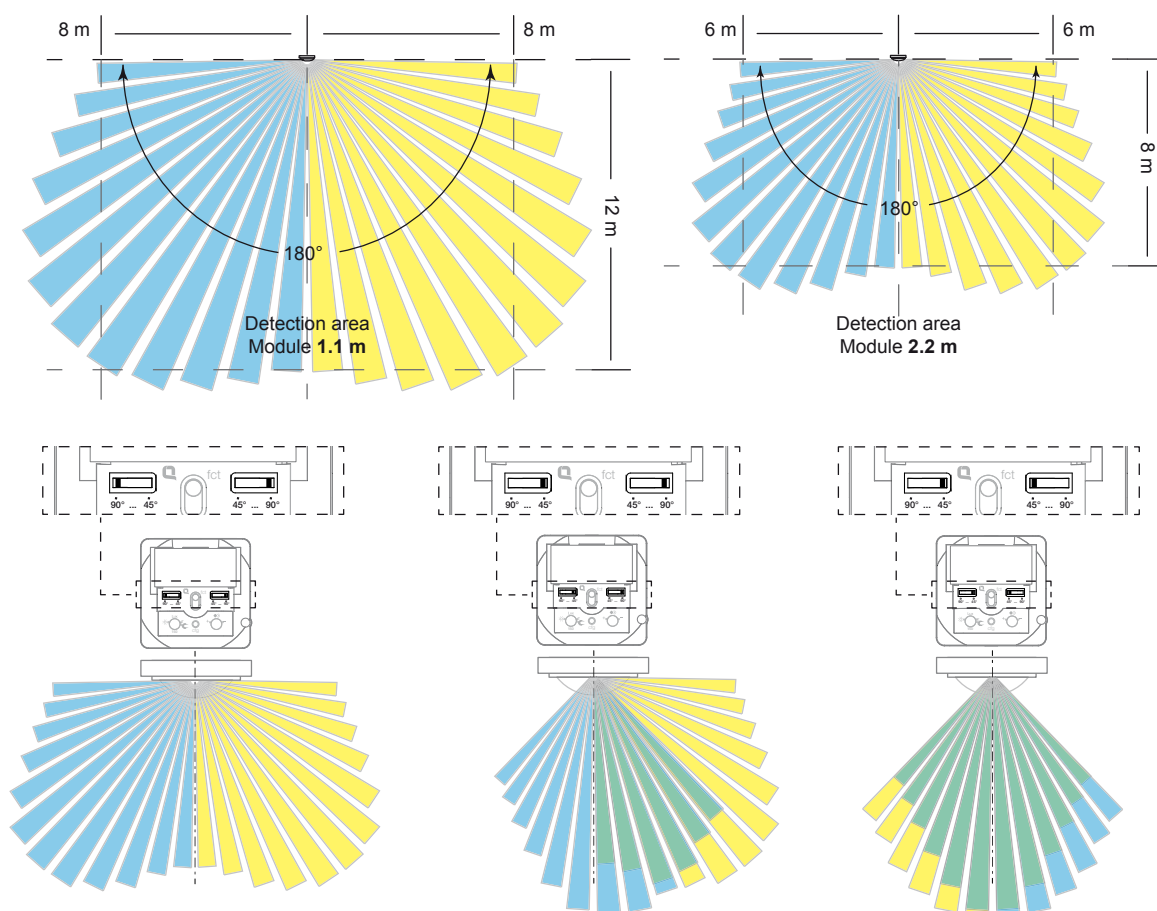 8 m 8 m
6 m 6 m
12 m
8 m
180°
180°
Detection area
Module 1.1 m
Detection area
Module 2.2 m
fct
90° ... 45° 45° ... 90°
fct
90° ... 45° 45° ... 90°
fct
90° ... 45° 45° ... 90°